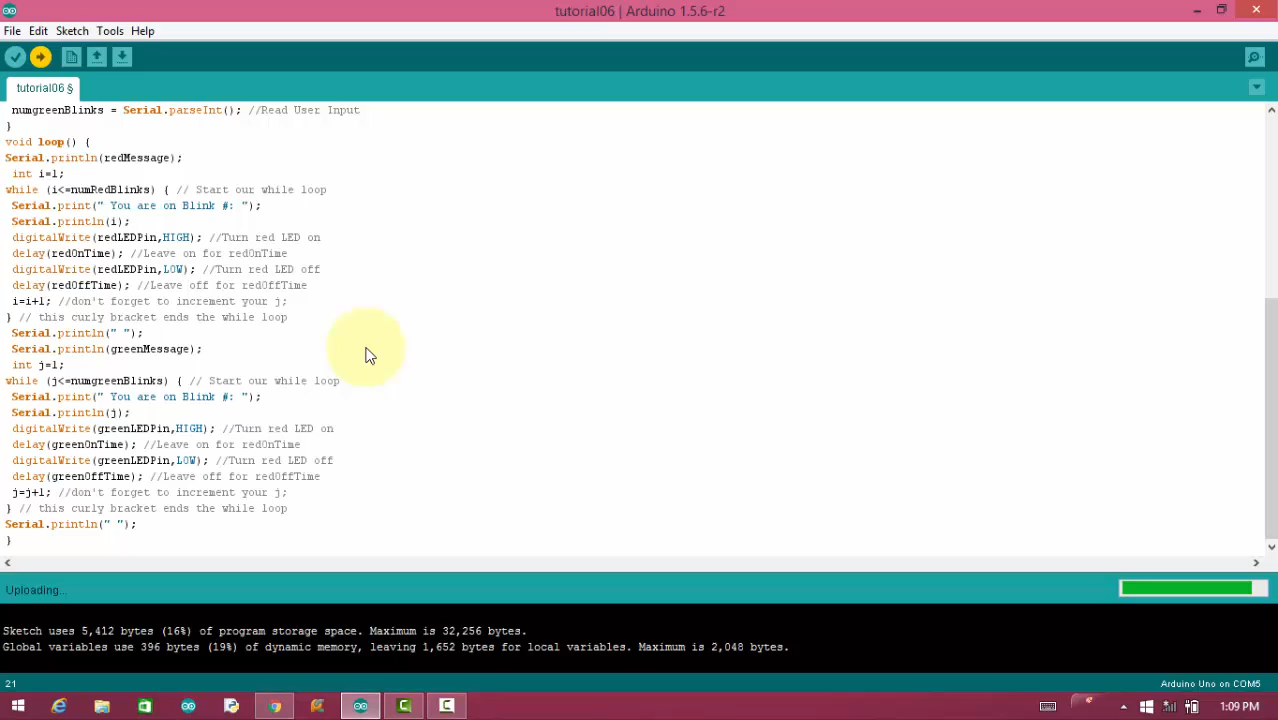 tutorial06 | Arduino 1.5.6-r2
File Edit Sketch Tools Help
tutorial06 §
numgreenBlinks = Serial.parseInt(); //Read User Input
}
void loop() {
Serial.println(redMessage);
int i=1;
while (i<=numRedBlinks) { // Start our while loop
Serial.print(" You are on Blink #: ");
Serial.println(i);
digitalWrite(redLEDPin,HIGH); //Turn red LED on
delay(redOnTime); //Leave on for redOnTime
digitalWrite(redLEDPin,LOW); //Turn red LED off
delay(redOffTime); //Leave off for redOffTime
i=i+1; //don't forget to increment your j;
} // this curly bracket ends the while loop
Serial.println(" ");
Serial.println(greenMessage);
int j=1;
while (j<=numgreenBlinks) { // Start our while loop
Serial.print(" You are on Blink #: ");
Serial.println(j);
digitalWrite(greenLEDPin,HIGH); //Turn red LED on
delay(greenOnTime); //Leave on for redOnTime
digitalWrite(greenLEDPin,LOW); //Turn red LED off
delay(greenOffTime); //Leave off for redOffTime
j=j+1; //don't forget to increment your j;
} // this curly bracket ends the while loop
Serial.println(" ");
}
Uploading...
Sketch uses 5,412 bytes (16%) of program storage space. Maximum is 32,256 bytes.
Global variables use 396 bytes (19%) of dynamic memory, leaving 1,652 bytes for local variables. Maximum is 2,048 bytes.
21 Arduino Uno on COM5
1:09 PM